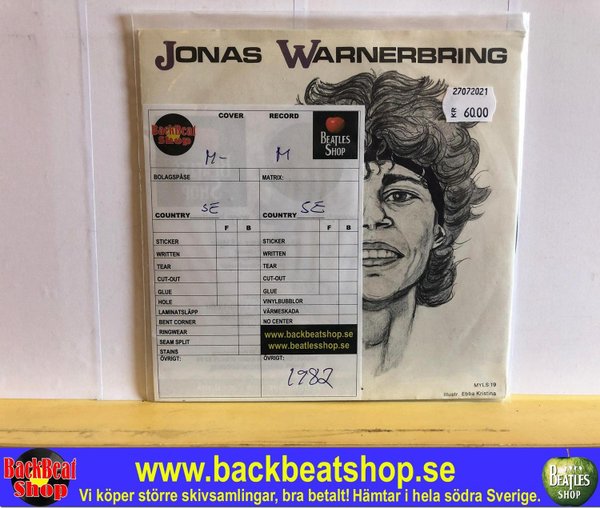 JONAS WARNERBRING
27072021
KR 60.00
BackBeat Shop
COVER RECORD
BEATLES SHOP
M- M
BOLAGSPÅSE MATRIX:
SE SE
COUNTRY COUNTRY
F B F B
STICKER STICKER
WRITTEN WRITTEN
TEAR TEAR
CUT-OUT CUT-OUT
GLUE GLUE
HOLE VINYLBUBBLOR
LAMINATSLÄPP VÄRMESKADA
BENT CORNER NO CENTER
RINGWEAR www.backbeatshop.se
SEAM SPLIT www.beatlesshop.se
STAINS
ÖVRIGT: ÖVRIGT:
1982
MYLS 19
Illustr. Ebba Kristina
BackBeat Shop
www.backbeatshop.se
Vi köper större skivsamlingar, bra betalt! Hämtar i hela södra Sverige.
BEATLES SHOP